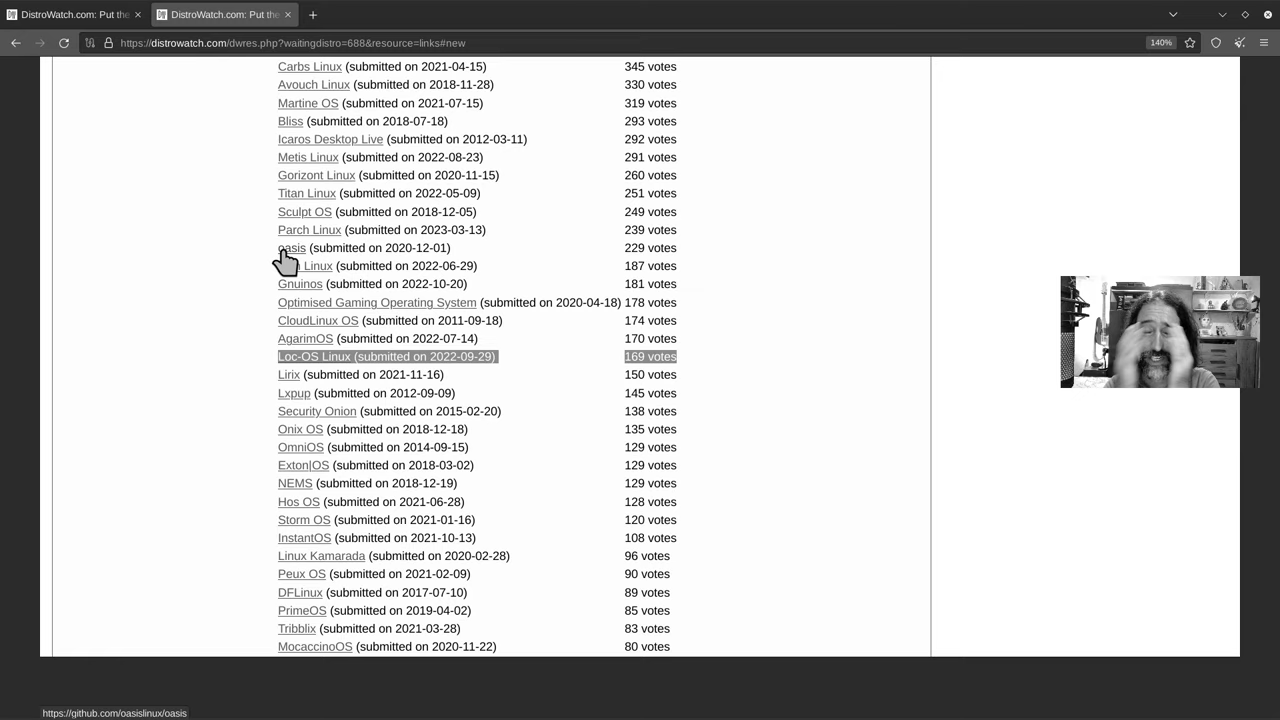 DistroWatch.com: Put the
DistroWatch.com: Put the
https://distrowatch.com/dwres.php?waitingdistro=688&resource=links#new
140%
Carbs Linux (submitted on 2021-04-15) 345 votes
Avouch Linux (submitted on 2018-11-28) 330 votes
Martine OS (submitted on 2021-07-15) 319 votes
Bliss (submitted on 2018-07-18) 293 votes
Icaros Desktop Live (submitted on 2012-03-11) 292 votes
Metis Linux (submitted on 2022-08-23) 291 votes
Gorizont Linux (submitted on 2020-11-15) 260 votes
Titan Linux (submitted on 2022-05-09) 251 votes
Sculpt OS (submitted on 2018-12-05) 249 votes
Parch Linux (submitted on 2023-03-13) 239 votes
oasis (submitted on 2020-12-01) 229 votes
Linux (submitted on 2022-06-29) 187 votes
Gnuinos (submitted on 2022-10-20) 181 votes
Optimised Gaming Operating System (submitted on 2020-04-18) 178 votes
CloudLinux OS (submitted on 2011-09-18) 174 votes
AgarimOS (submitted on 2022-07-14) 170 votes
Loc-OS Linux (submitted on 2022-09-29) 169 votes
Lirix (submitted on 2021-11-16) 150 votes
Lxpup (submitted on 2012-09-09) 145 votes
Security Onion (submitted on 2015-02-20) 138 votes
Onix OS (submitted on 2018-12-18) 135 votes
OmniOS (submitted on 2014-09-15) 129 votes
Exton|OS (submitted on 2018-03-02) 129 votes
NEMS (submitted on 2018-12-19) 129 votes
Hos OS (submitted on 2021-06-28) 128 votes
Storm OS (submitted on 2021-01-16) 120 votes
InstantOS (submitted on 2021-10-13) 108 votes
Linux Kamarada (submitted on 2020-02-28) 96 votes
Peux OS (submitted on 2021-02-09) 90 votes
DFLinux (submitted on 2017-07-10) 89 votes
PrimeOS (submitted on 2019-04-02) 85 votes
Tribblix (submitted on 2021-03-28) 83 votes
MocaccinoOS (submitted on 2020-11-22) 80 votes
https://github.com/oasislinux/oasis